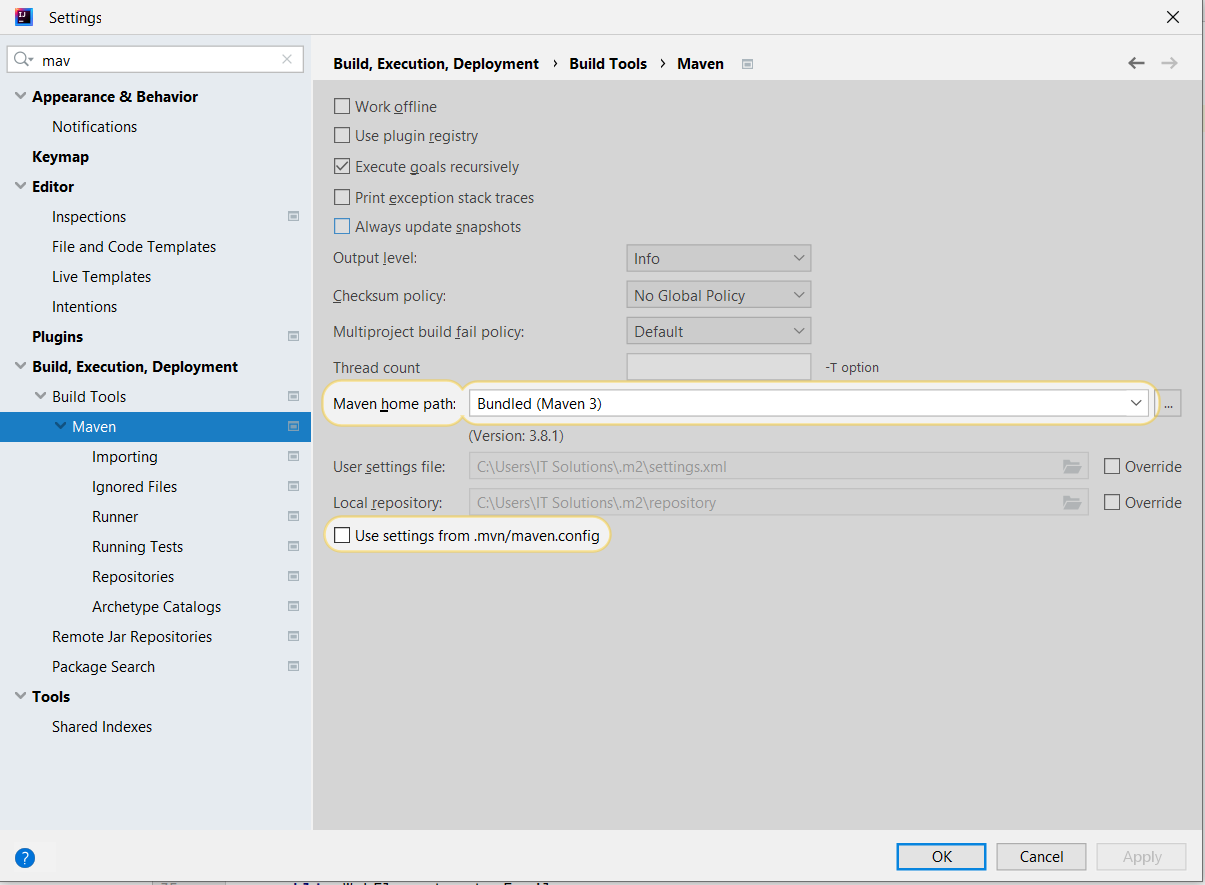 Settings
mav
Build, Execution, Deployment › Build Tools › Maven
Appearance & Behavior
Notifications
Keymap
Editor
Inspections
File and Code Templates
Live Templates
Intentions
Plugins
Build, Execution, Deployment
Build Tools
Maven
Importing
Ignored Files
Runner
Running Tests
Repositories
Archetype Catalogs
Remote Jar Repositories
Package Search
Tools
Shared Indexes
Work offline
Use plugin registry
Execute goals recursively
Print exception stack traces
Always update snapshots
Output level: Info
Checksum policy: No Global Policy
Multiproject build fail policy: Default
Thread count -T option
Maven home path: Bundled (Maven 3) ...
(Version: 3.8.1)
User settings file: C:\Users\IT Solutions\.m2\settings.xml Override
Local repository: C:\Users\IT Solutions\.m2\repository Override
Use settings from .mvn/maven.config
? OK Cancel Apply